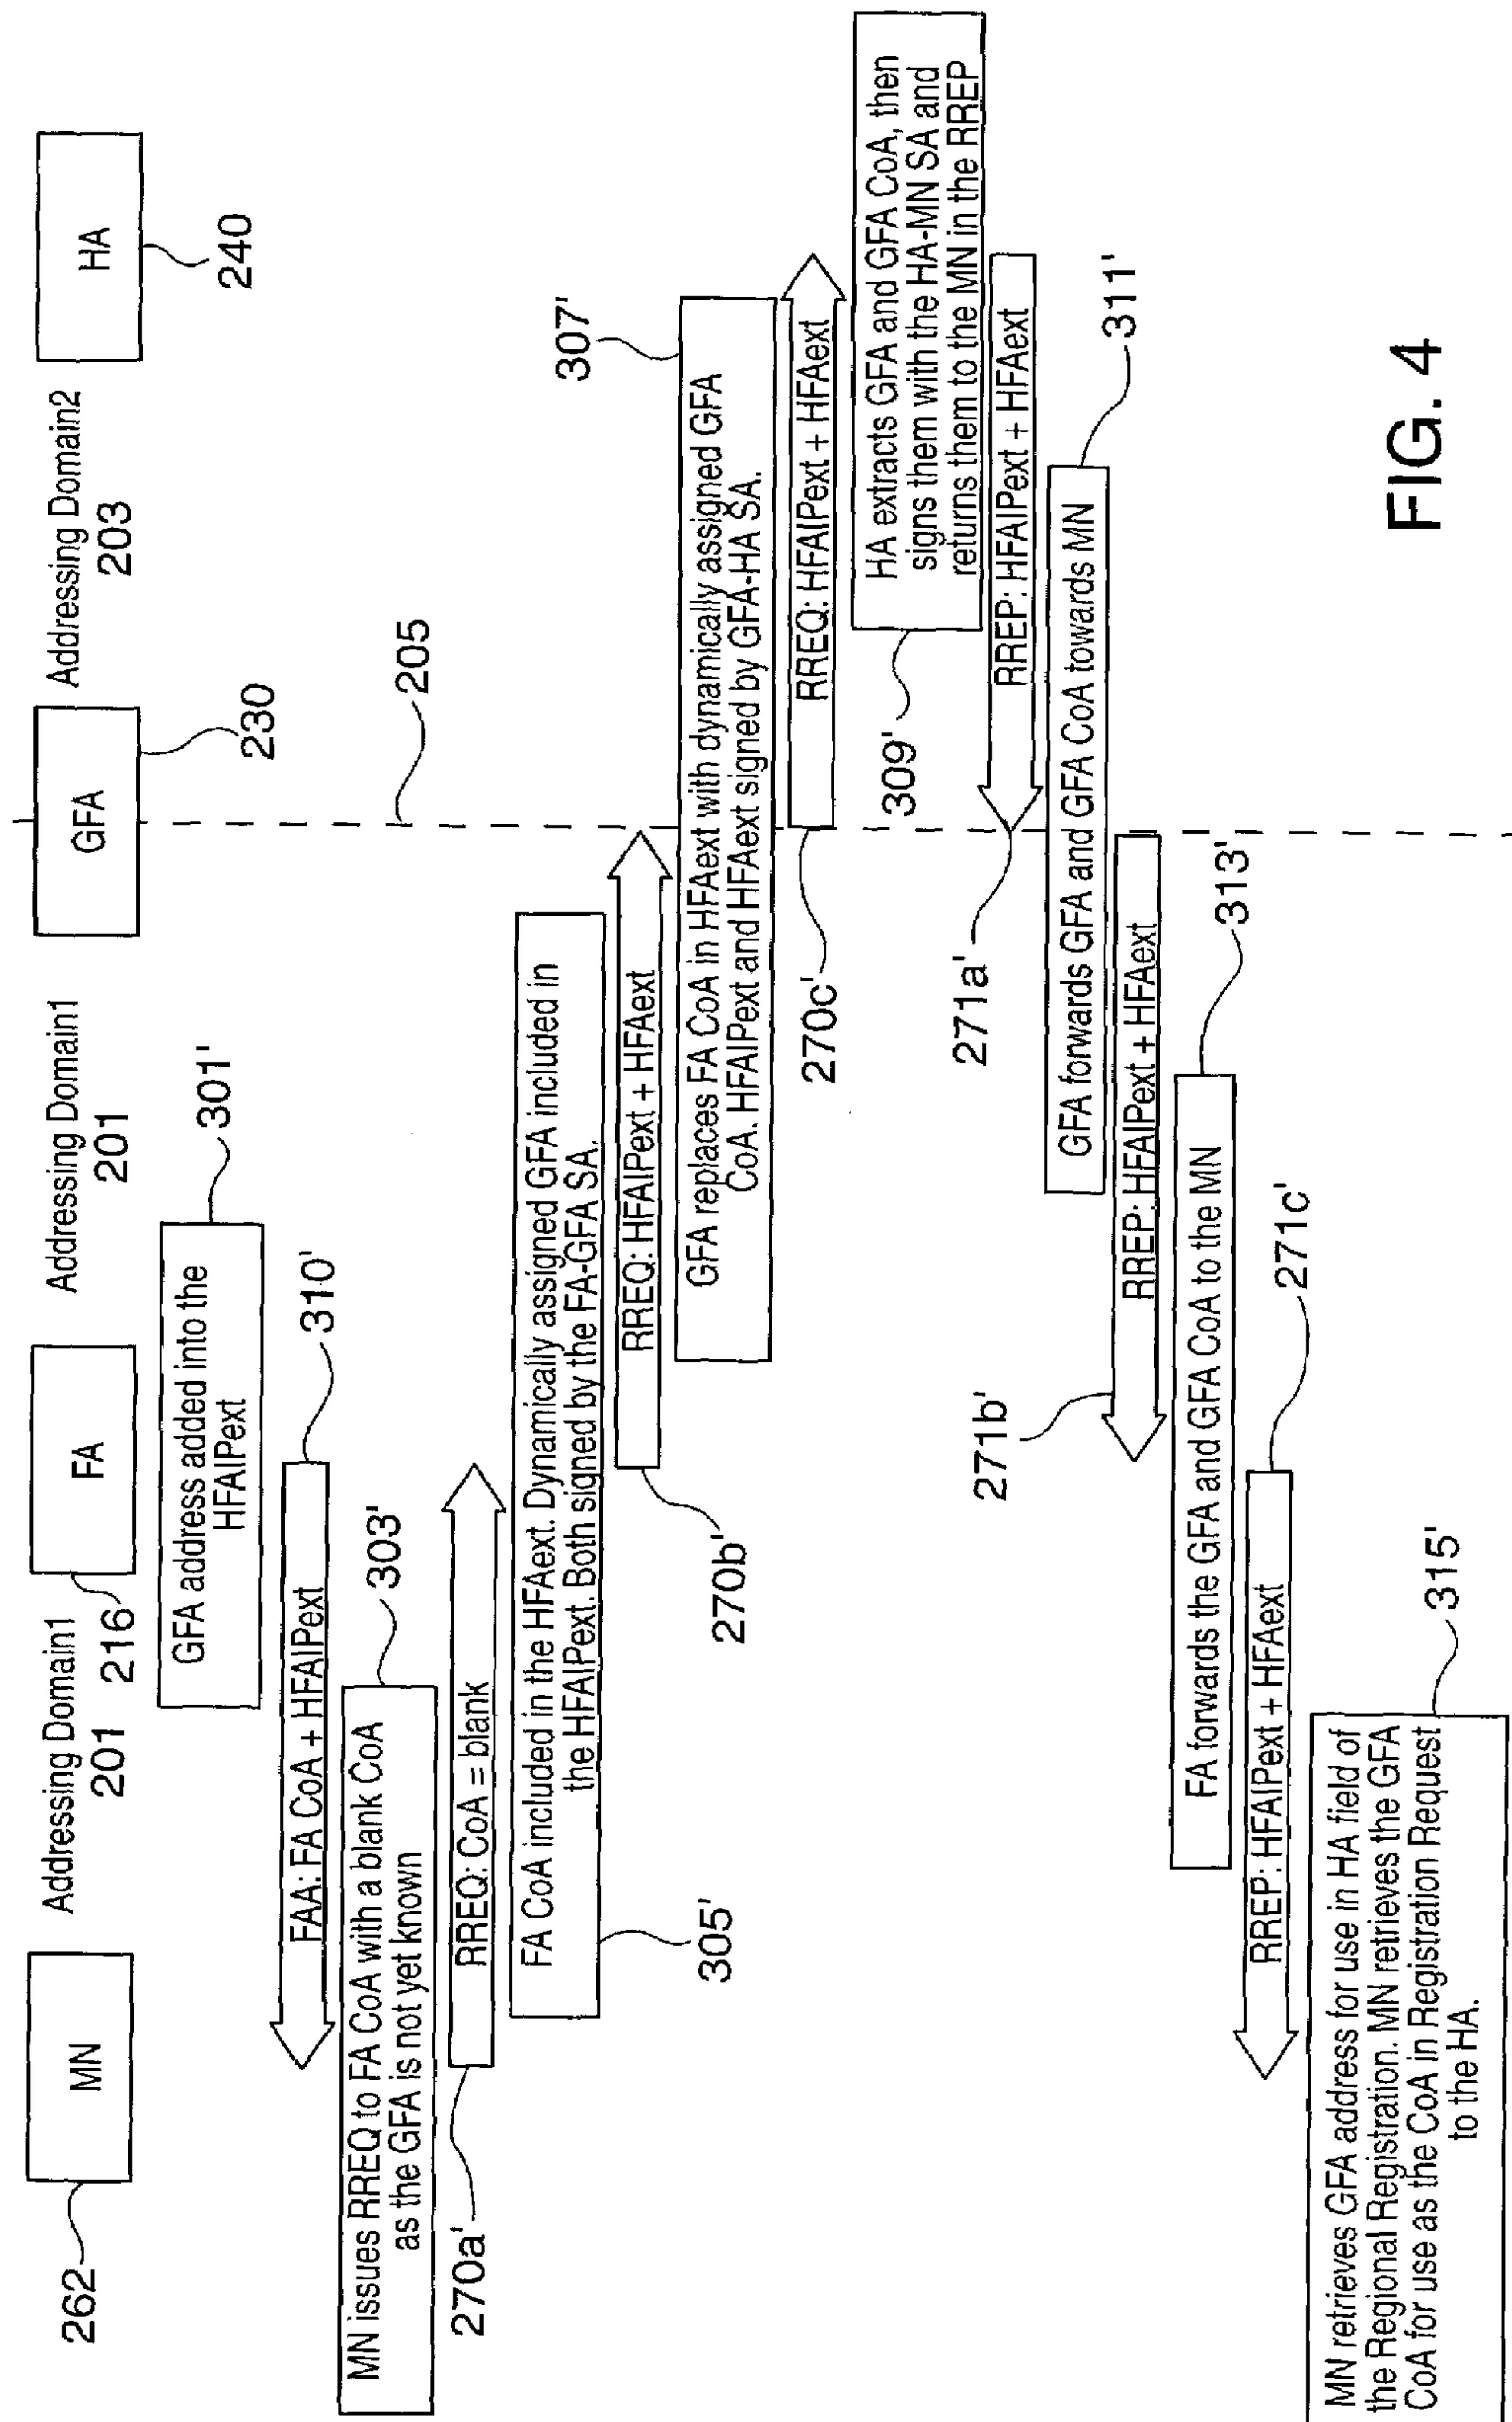 MN
262
Addressing Domain1
201
FA
216
Addressing Domain1
201
GFA
230
Addressing Domain2
203
HA
240
205
GFA address added into the
HFAIPext
301'
FAA: FA CoA + HFAIPext
310'
MN issues RREQ to FA CoA with a blank CoA
as the GFA is not yet known
303'
RREQ: CoA = blank
270a'
FA CoA included in the HFAext. Dynamically assigned GFA included in
the HFAIPext. Both signed by the FA-GFA SA.
305'
RREQ: HFAIPext + HFAext
270b'
GFA replaces FA CoA in HFAext with dynamically assigned GFA
CoA. HFAIPext and HFAext signed by GFA-HA SA.
307'
RREQ: HFAIPext + HFAext
270c'
HA extracts GFA and GFA CoA, then
signs them with the HA-MN SA and
returns them to the MN in the RREP
309'
RREP: HFAIPext + HFAext
271a'
GFA forwards GFA and GFA CoA towards MN
311'
RREP: HFAIPext + HFAext
271b'
FA forwards the GFA and GFA CoA to the MN
313'
RREP: HFAIPext + HFAext
271c'
MN retrieves GFA address for use in HA field of
the Regional Registration. MN retrieves the GFA
CoA for use as the CoA in Registration Request
to the HA.
315'
FIG. 4